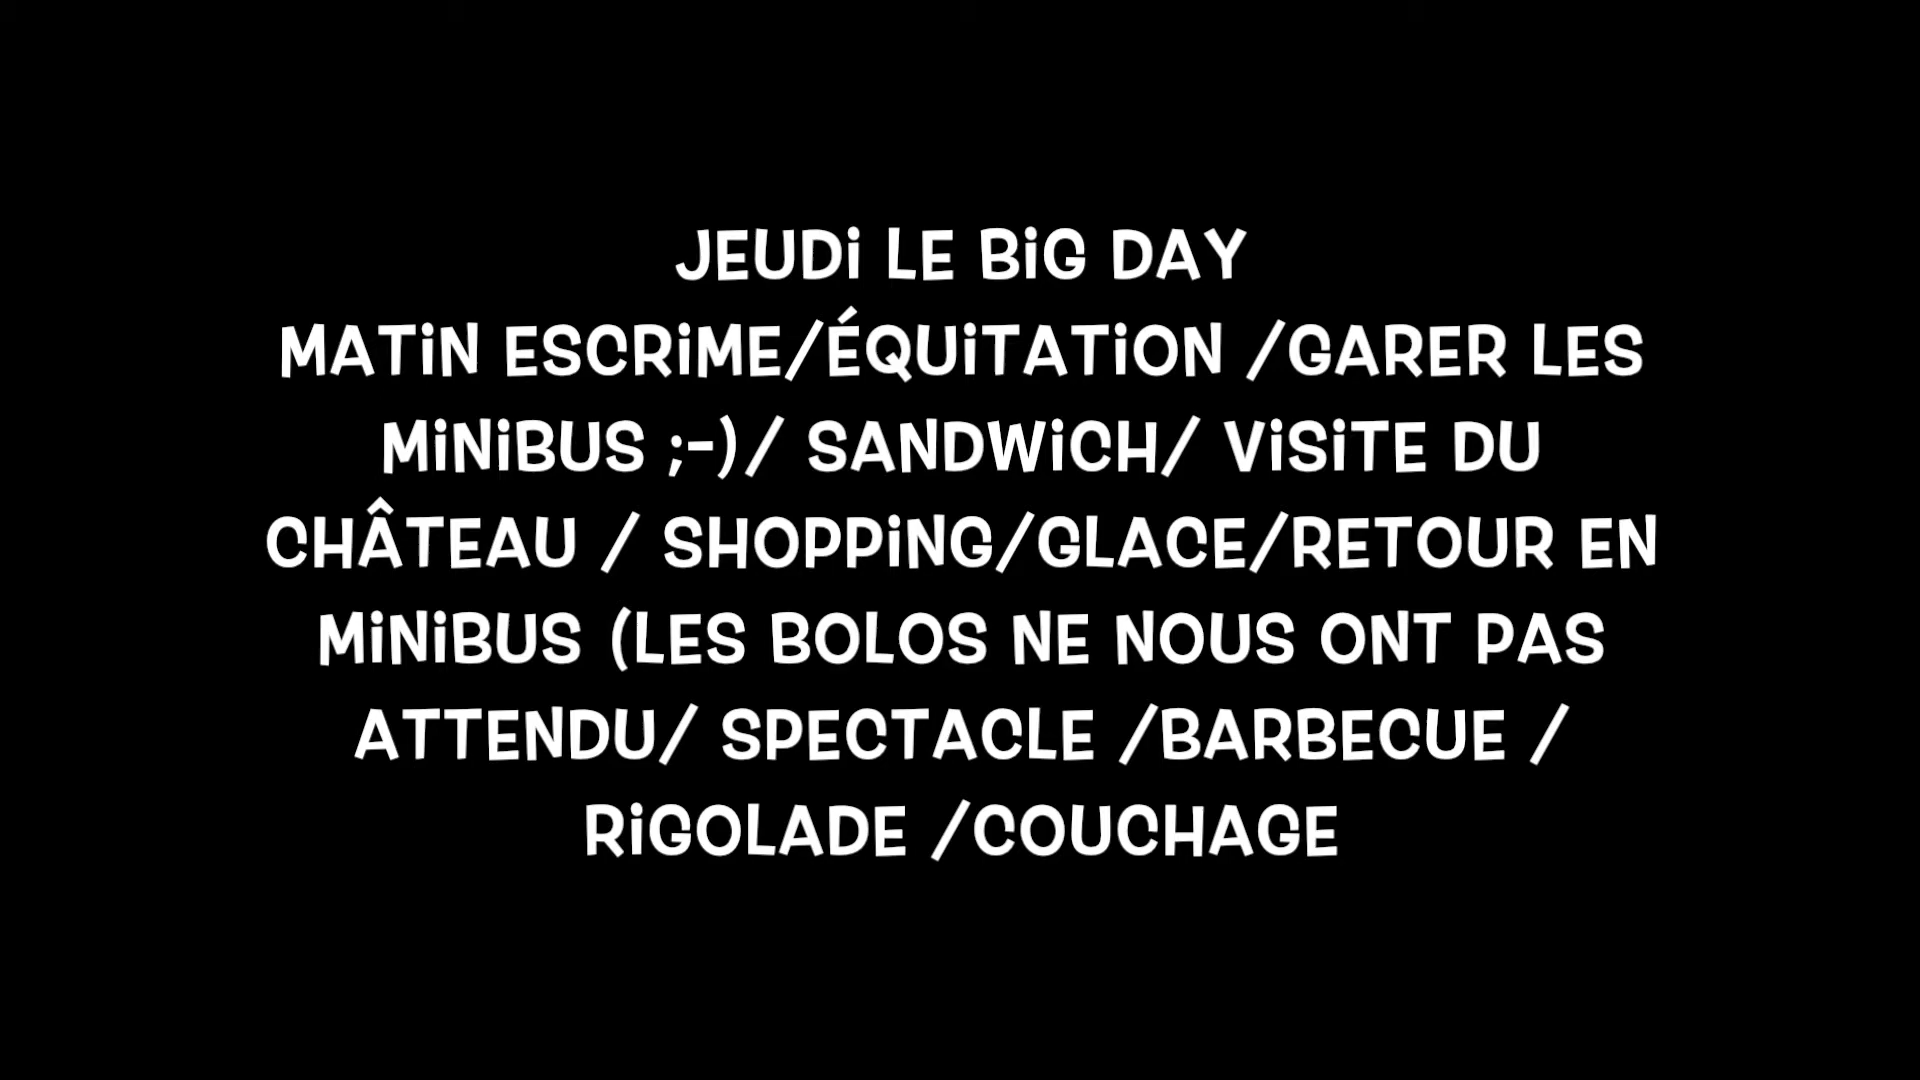 JEUDi LE BiG DAY
MATiN ESCRiME/ÉQUiTATiON /GARER LES
MiNiBUS ;-)/ SANDWiCH/ ViSiTE DU
CHÂTEAU / SHOPPiNG/GLACE/RETOUR EN
MiNiBUS (LES BOLOS NE NOUS ONT PAS
ATTENDU/ SPECTACLE /BARBECUE /
RiGOLADE /COUCHAGE